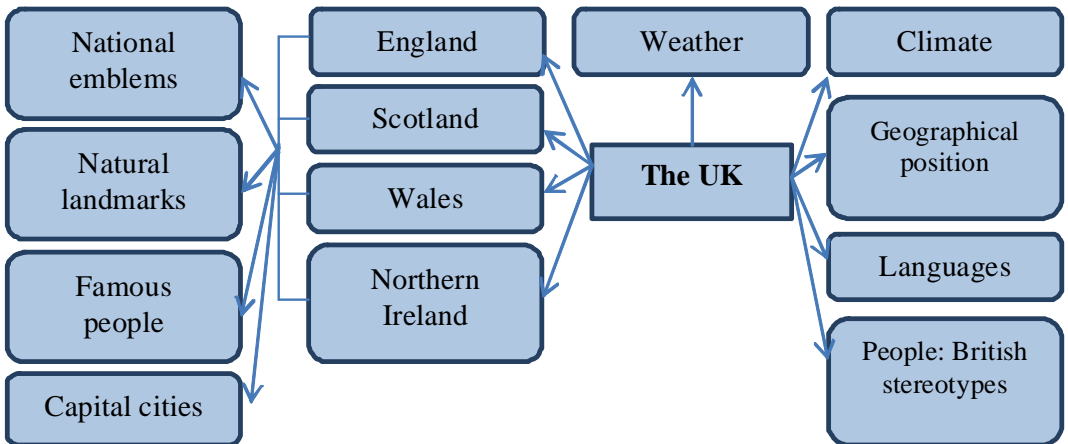 National
emblems
Natural
landmarks
Famous
people
Capital cities
England
Scotland
Wales
Northern
Ireland
Weather
The UK
Climate
Geographical
position
Languages
People: British
stereotypes